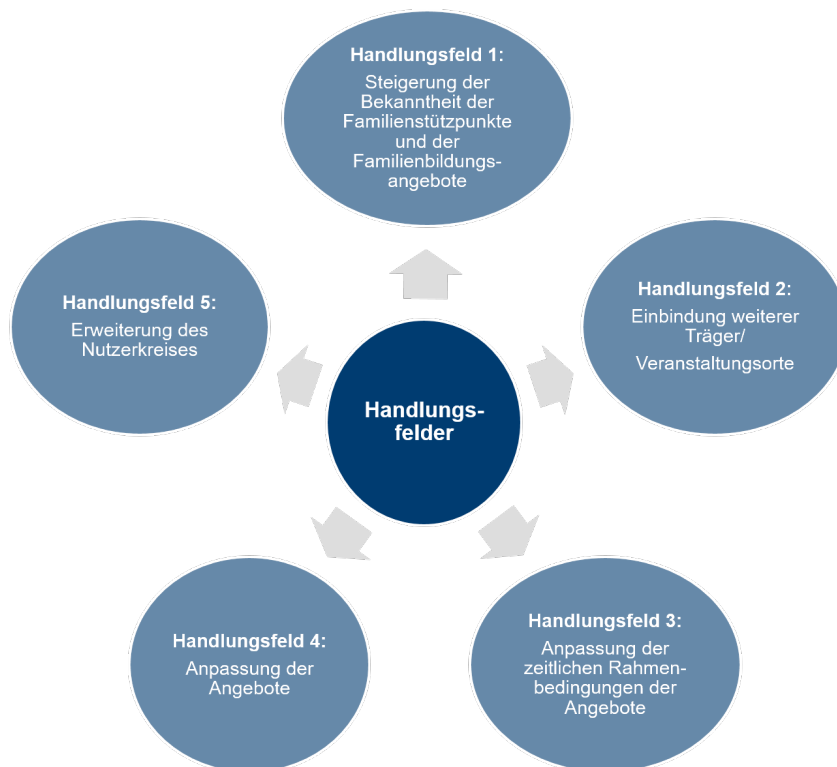 Handlungsfeld 1:
Steigerung der
Bekanntheit der
Familienstützpunkte
und der
Familienbildungs-
angebote
Handlungsfeld 2:
Einbindung weiterer
Träger/
Veranstaltungsorte
Handlungsfeld 3:
Anpassung der
zeitlichen Rahmen-
bedingungen der
Angebote
Handlungsfeld 4:
Anpassung der
Angebote
Handlungsfeld 5:
Erweiterung des
Nutzerkreises
Handlungs-
felder